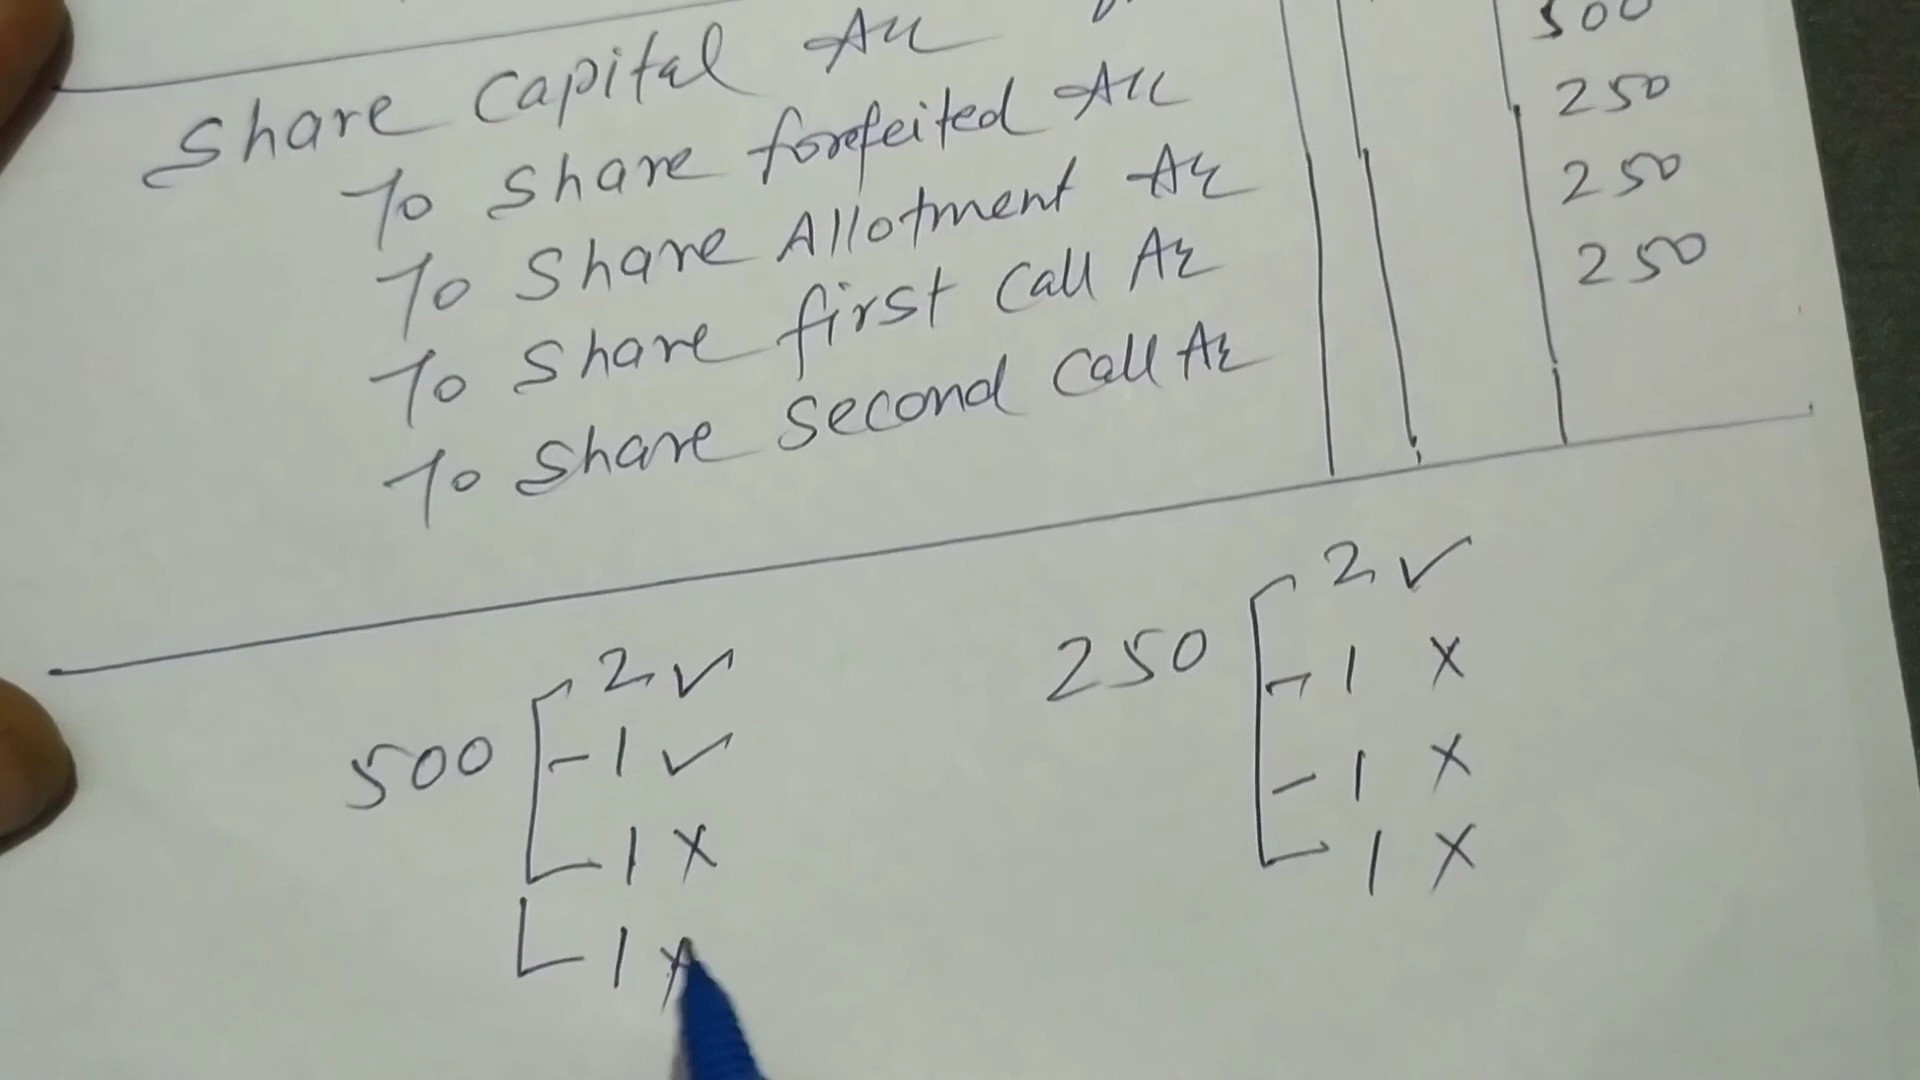 Share Capital A/c 500
To Share forefeited A/c 250
To Share Allotment A/c 250
To Share first Call A/c 250
To Share Second Call A/c
2 ✓ 2 ✓
500 - 1 ✓ 250 - 1 x
1 x - 1 x
1 x 1 x